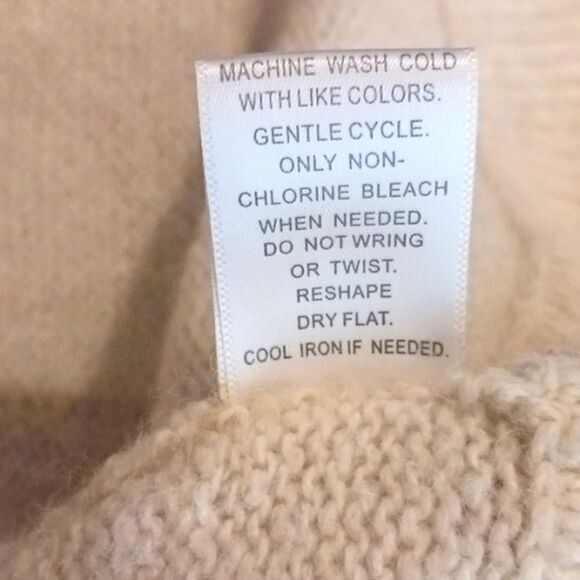 MACHINE WASH COLD
WITH LIKE COLORS.
GENTLE CYCLE.
ONLY NON-
CHLORINE BLEACH
WHEN NEEDED.
DO NOT WRING
OR TWIST.
RESHAPE
DRY FLAT.
COOL IRON IF NEEDED.